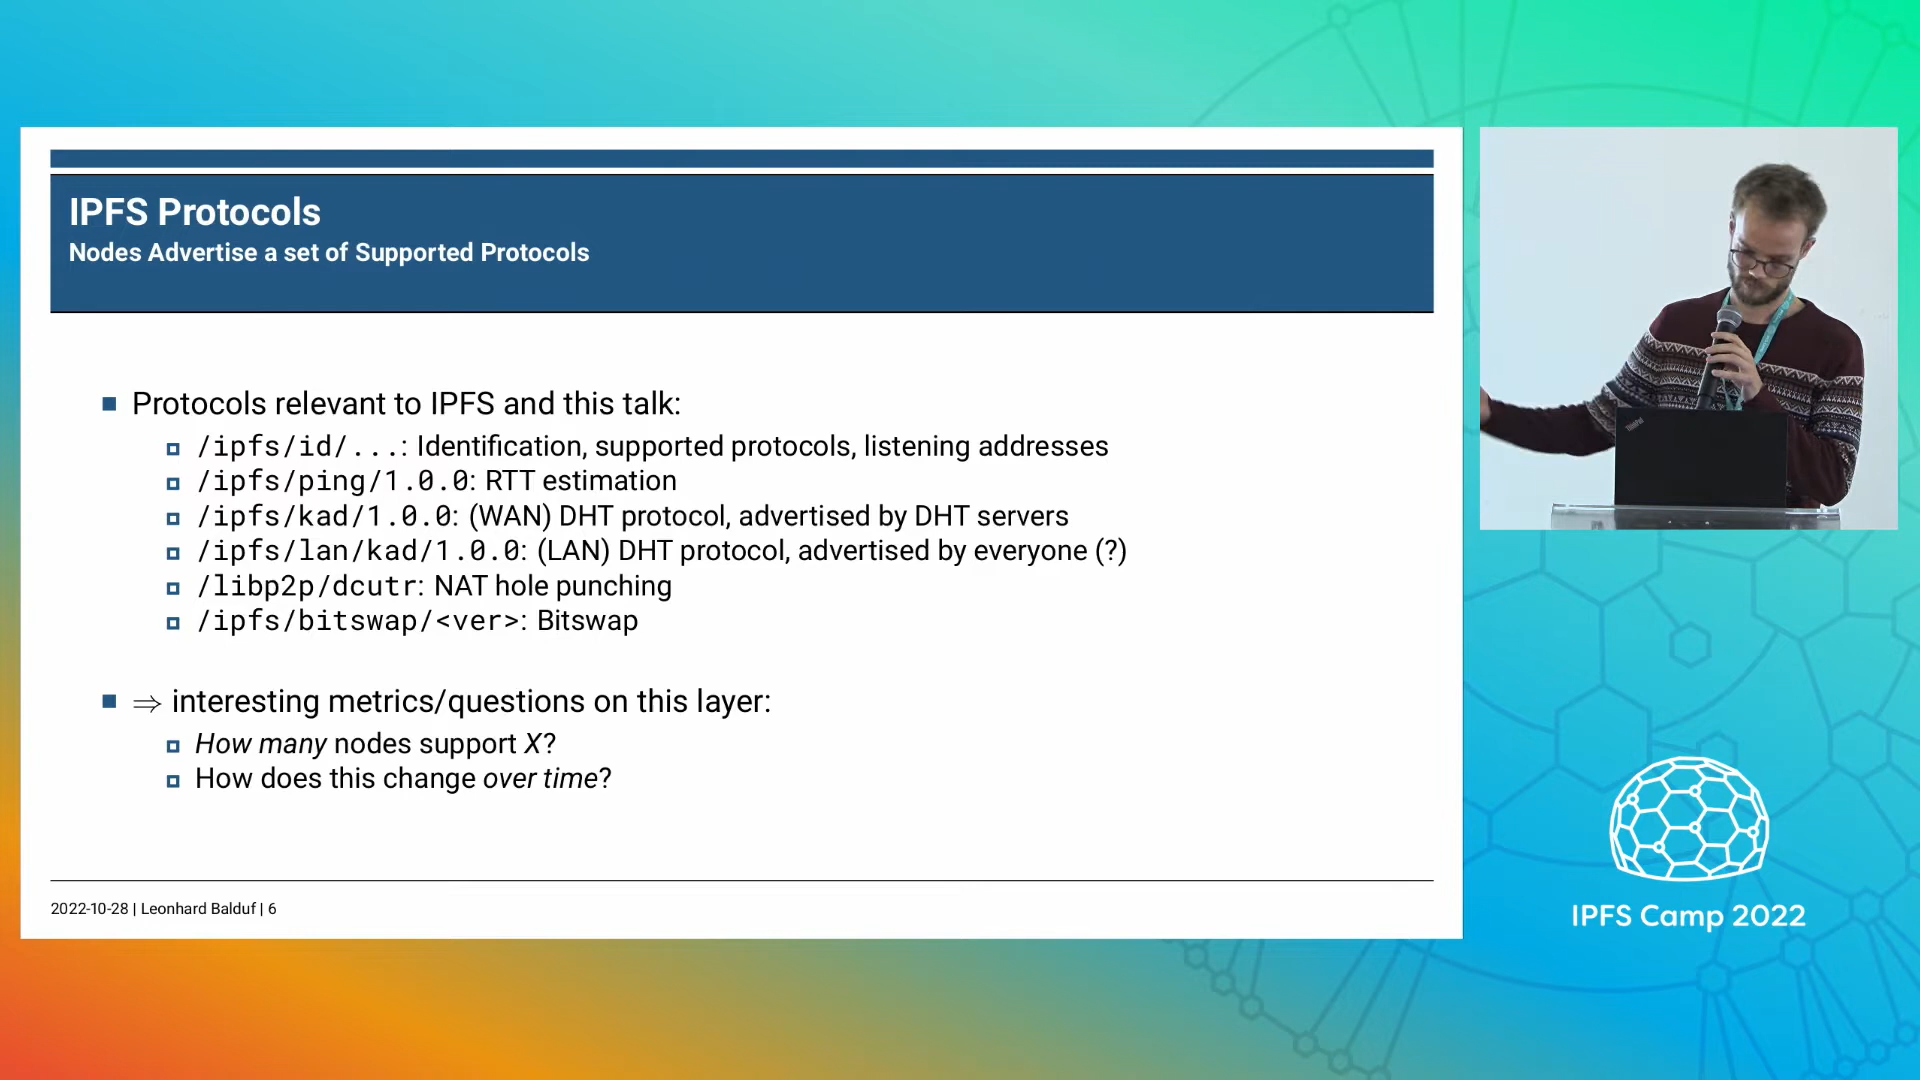 IPFS Protocols
Nodes Advertise a set of Supported Protocols
Protocols relevant to IPFS and this talk:
/ipfs/id/...: Identification, supported protocols, listening addresses
/ipfs/ping/1.0.0: RTT estimation
/ipfs/kad/1.0.0: (WAN) DHT protocol, advertised by DHT servers
/ipfs/lan/kad/1.0.0: (LAN) DHT protocol, advertised by everyone (?)
/libp2p/dcutr: NAT hole punching
/ipfs/bitswap/<ver>: Bitswap
⇒ interesting metrics/questions on this layer:
How many nodes support X?
How does this change over time?
2022-10-28 | Leonhard Balduf | 6
ThinkPad
IPFS Camp 2022